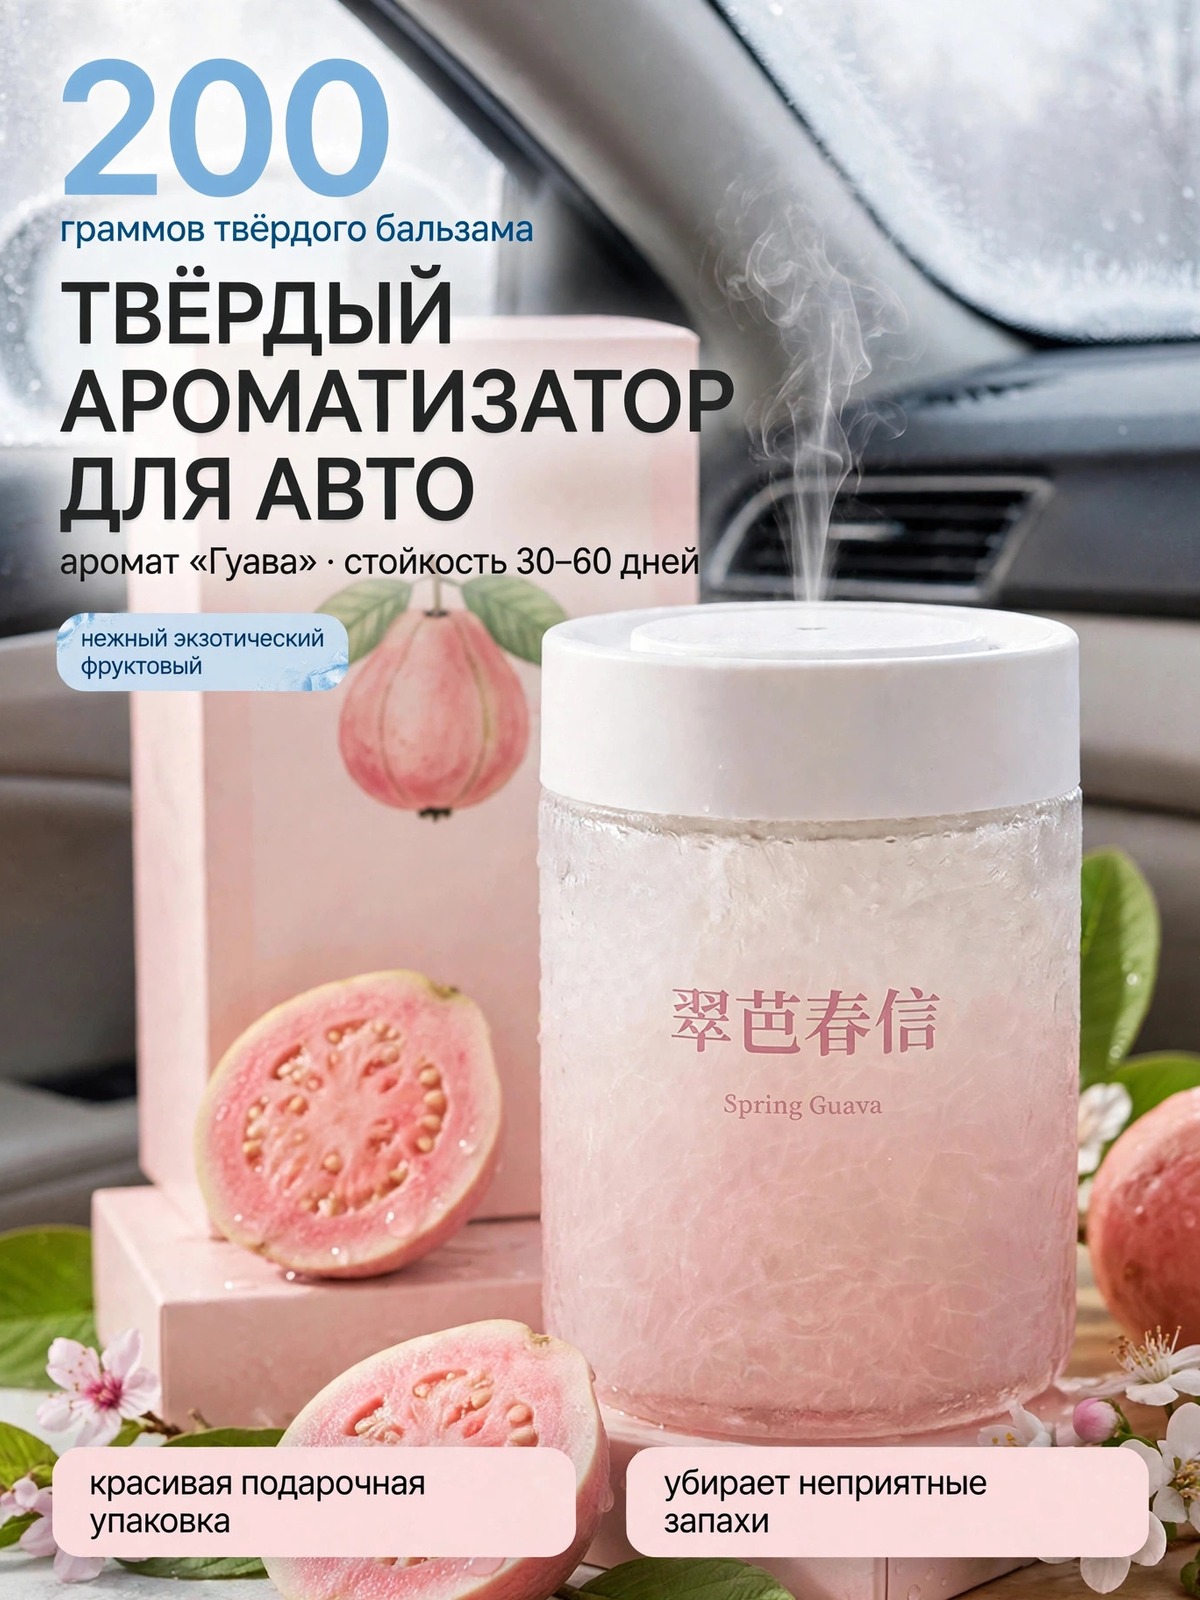 200
граммов твёрдого бальзама
ТВЁРДЫЙ
АРОМАТИЗАТОР
ДЛЯ АВТО
аромат «Гуава» · стойкость 30–60 дней
нежный экзотический
фруктовый
翠芭春信
Spring Guava
красивая подарочная
упаковка
убирает неприятные
запахи